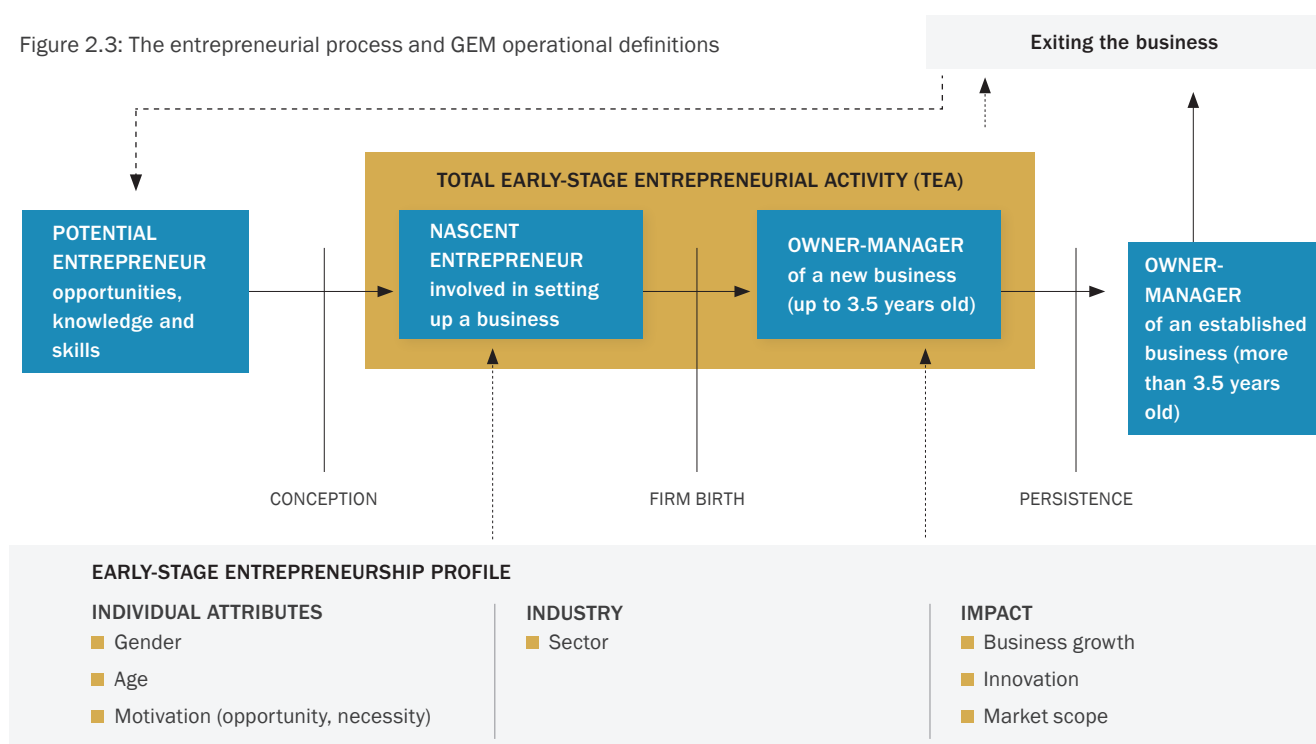 Figure 2.3: The entrepreneurial process and GEM operational definitions
Exiting the business
TOTAL EARLY-STAGE ENTREPRENEURIAL ACTIVITY (TEA)
POTENTIAL
ENTREPRENEUR
opportunities,
knowledge and
skills
NASCENT
ENTREPRENEUR
involved in setting
up a business
OWNER-MANAGER
of a new business
(up to 3.5 years old)
OWNER-
MANAGER
of an established
business (more
than 3.5 years
old)
CONCEPTION
FIRM BIRTH
PERSISTENCE
EARLY-STAGE ENTREPRENEURSHIP PROFILE
INDIVIDUAL ATTRIBUTES
Gender
Age
Motivation (opportunity, necessity)
INDUSTRY
Sector
IMPACT
Business growth
Innovation
Market scope